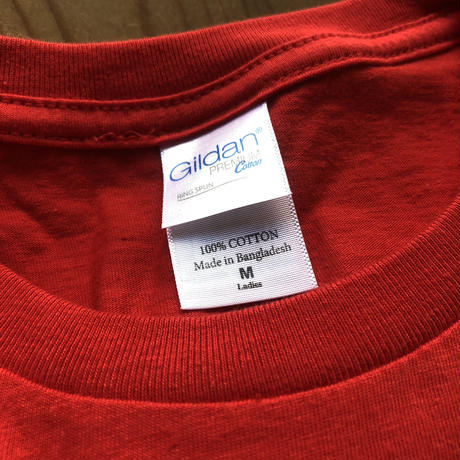 Gildan®
PREMIUM
Cotton
RING SPUN
100% COTTON
Made in Bangladesh
M
Ladies